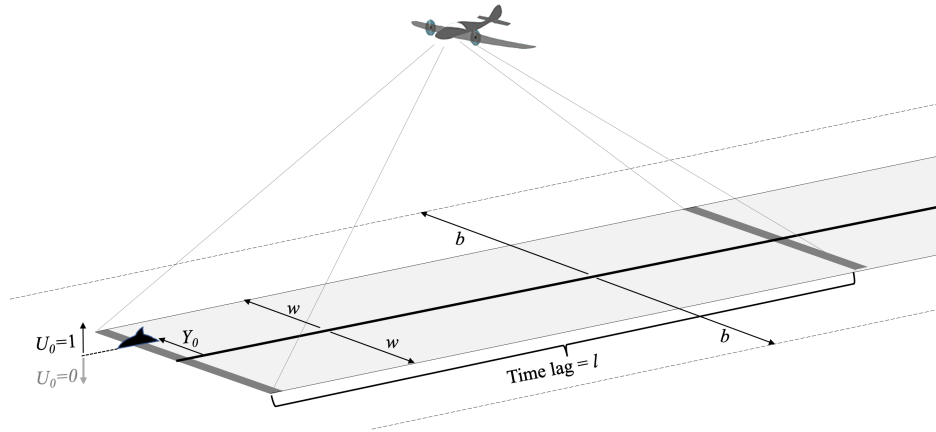 b
w
U₀=1
Y₀
w
b
U₀=0
Time lag = l